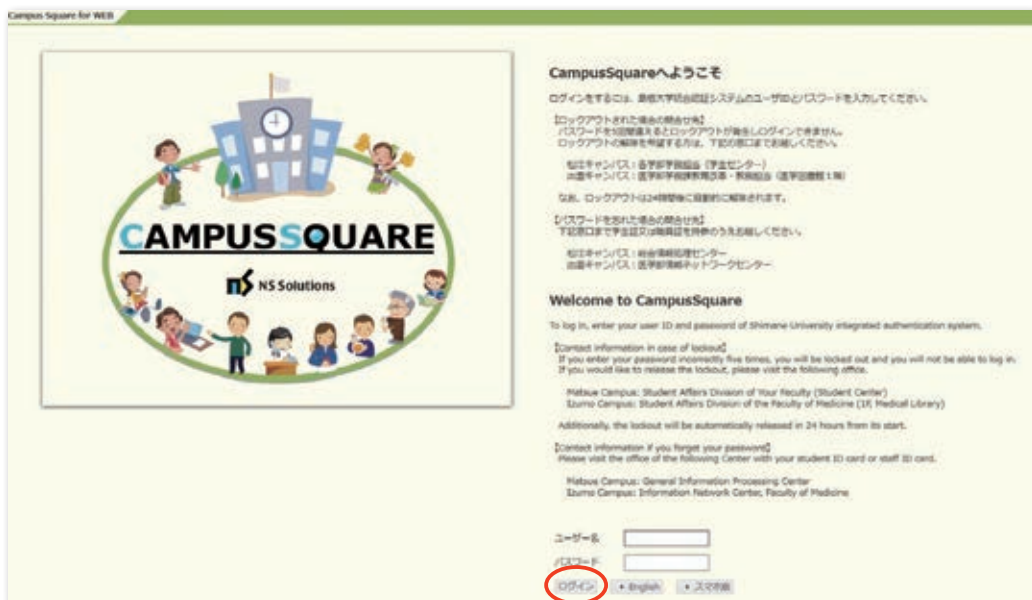 Campus Square for WEB
CAMPUSSQUARE
NS Solutions
CampusSquareへようこそ
ログインをするには、島根大学統合認証システムのユーザIDとパスワードを入力してください。
【ロックアウトされた場合の問合せ先】
パスワードを5回間違えるとロックアウトが発生しログインできません。
ロックアウトの解除を希望する方は、下記の窓口までお越しください。
松江キャンパス：各学部学務担当（学生センター）
出雲キャンパス：医学部学務課教育改革・教務担当（医学図書館１階）
なお、ロックアウトは24時間後に自動的に解除されます。
【パスワードを忘れた場合の問合せ先】
下記窓口まで学生証又は職員証を持参のうえお越しください。
松江キャンパス：総合情報処理センター
出雲キャンパス：医学部情報ネットワークセンター
Welcome to CampusSquare
To log in, enter your user ID and password of Shimane University integrated authentication system.
【Contact information in case of lockout】
If you enter your password incorrectly five times, you will be locked out and you will not be able to log in.
If you would like to release the lockout, please visit the following office.
Matsue Campus: Student Affairs Division of Your Faculty (Student Center)
Izumo Campus: Student Affairs Division of the Faculty of Medicine (1F, Medical Library)
Additionally, the lockout will be automatically released in 24 hours from its start.
【Contact information if you forget your password】
Please visit the office of the following Center with your student ID card or staff ID card.
Matsue Campus: General Information Processing Center
Izumo Campus: Information Network Center, Faculty of Medicine
ユーザー名
パスワード
ログイン English スマホ版